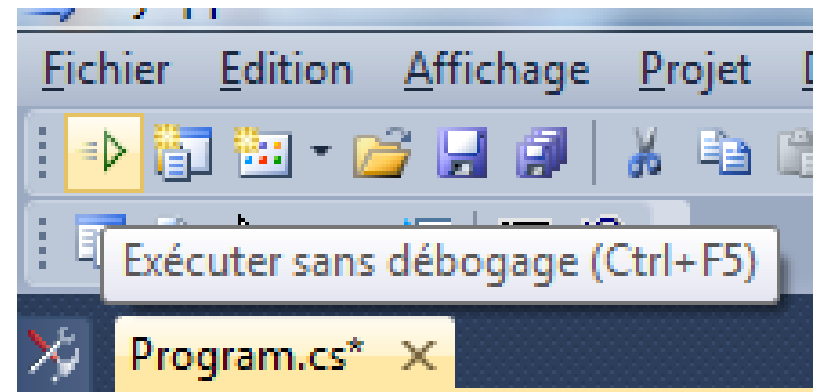 Fichier Edition Affichage Projet
Exécuter sans débogage (Ctrl+F5)
Program.cs*